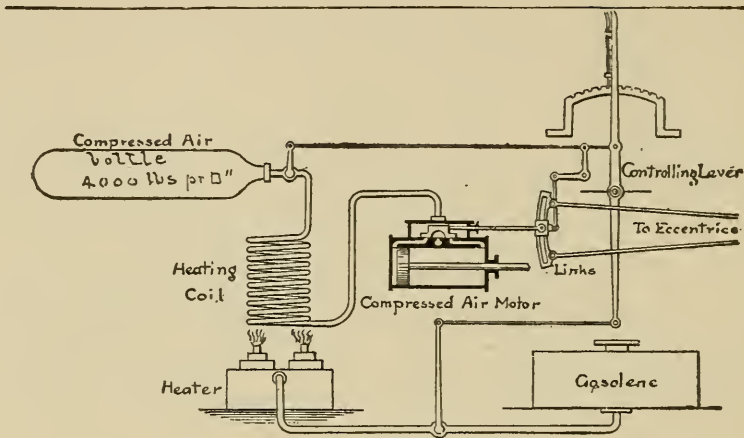 Compressed Air
bottle
4000 lbs pr □"
Controlling Lever
To Eccentrics
Heating
Coil
Links
Compressed Air Motor
Heater
Gasolene